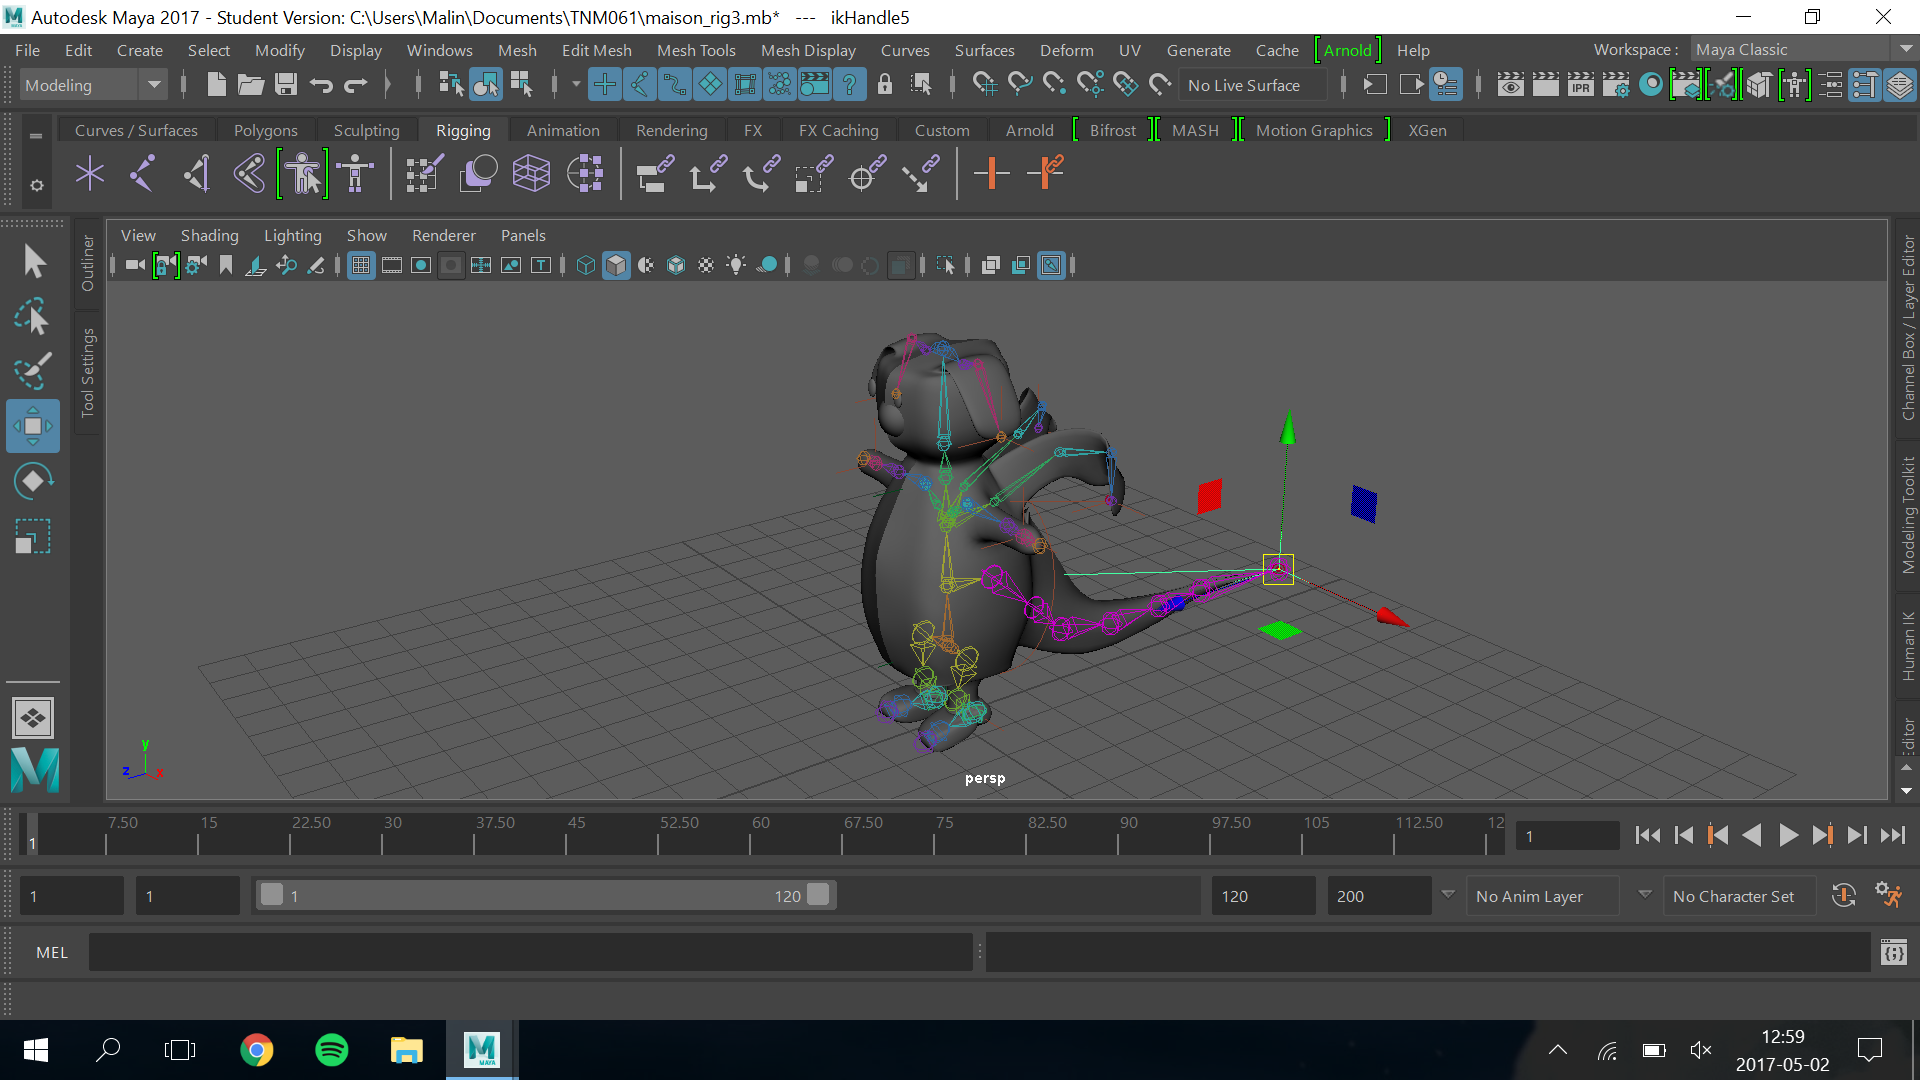 Autodesk Maya 2017 - Student Version: C:\Users\Malin\Documents\TNM061\maison_rig3.mb* --- ikHandle5
File Edit Create Select Modify Display Windows Mesh Edit Mesh Mesh Tools Mesh Display Curves Surfaces Deform UV Generate Cache [Arnold] Help Workspace : Maya Classic
Modeling No Live Surface IPR
Curves / Surfaces Polygons Sculpting Rigging Animation Rendering FX FX Caching Custom Arnold Bifrost MASH Motion Graphics XGen
View Shading Lighting Show Renderer Panels
Outliner
Tool Settings
Channel Box / Layer Editor
Modeling Toolkit
Human IK
Editor
y
z x
persp
7.50 15 22.50 30 37.50 45 52.50 60 67.50 75 82.50 90 97.50 105 112.50 12
1 1
1 1 1 120 120 200 No Anim Layer No Character Set
MEL
M MAYA
12:59
2017-05-02